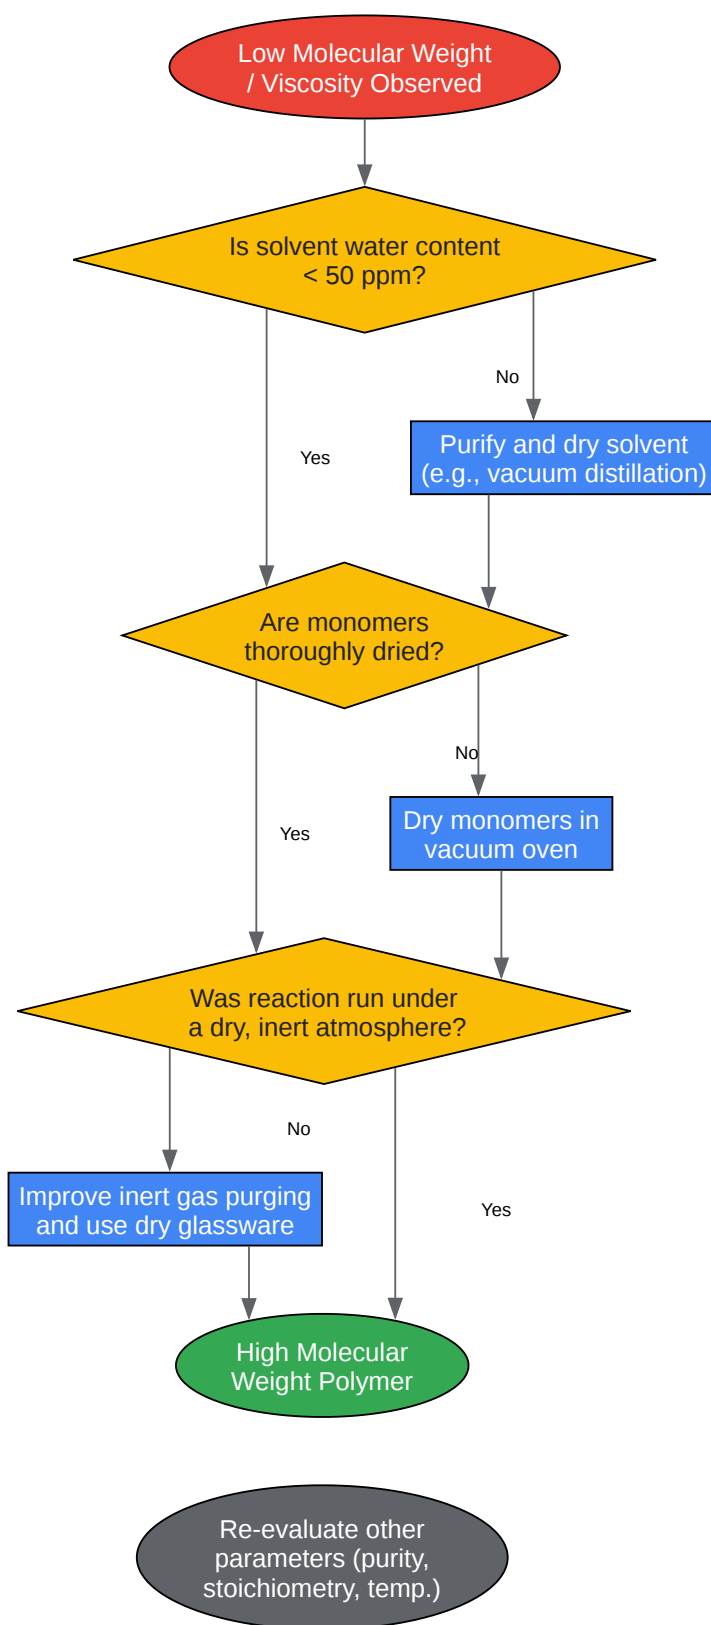 Low Molecular Weight
/ Viscosity Observed
Is solvent water content
< 50 ppm?
No
Yes
Purify and dry solvent
(e.g., vacuum distillation)
Are monomers
thoroughly dried?
No
Yes
Dry monomers in
vacuum oven
Was reaction run under
a dry, inert atmosphere?
No
Yes
Improve inert gas purging
and use dry glassware
High Molecular
Weight Polymer
Re-evaluate other
parameters (purity,
stoichiometry, temp.)